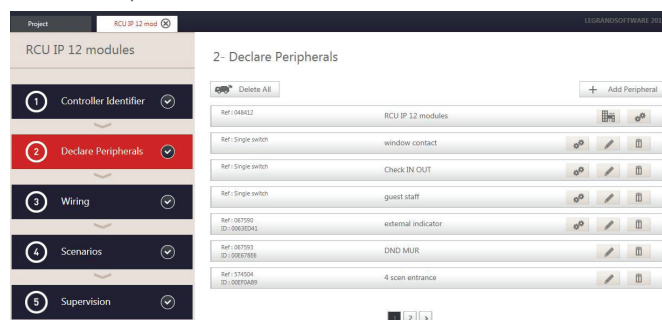 Project
RCU IP 12 mod
LEGRANDSOFTWARE 201
RCU IP 12 modules
1 Controller Identifier
2 Declare Peripherals
3 Wiring
4 Scenarios
5 Supervision
2- Declare Peripherals
Delete All
+ Add Peripheral
Ref : 048412
RCU IP 12 modules
Ref : Single switch
window contact
Ref : Single switch
Check IN OUT
Ref : Single switch
guest staff
Ref : 067590
ID : 0063ED41
external indicator
Ref : 067593
ID : 00E678E6
DND MUR
Ref : 574504
ID : 00EF0A89
4 scen entrance
1 2 >